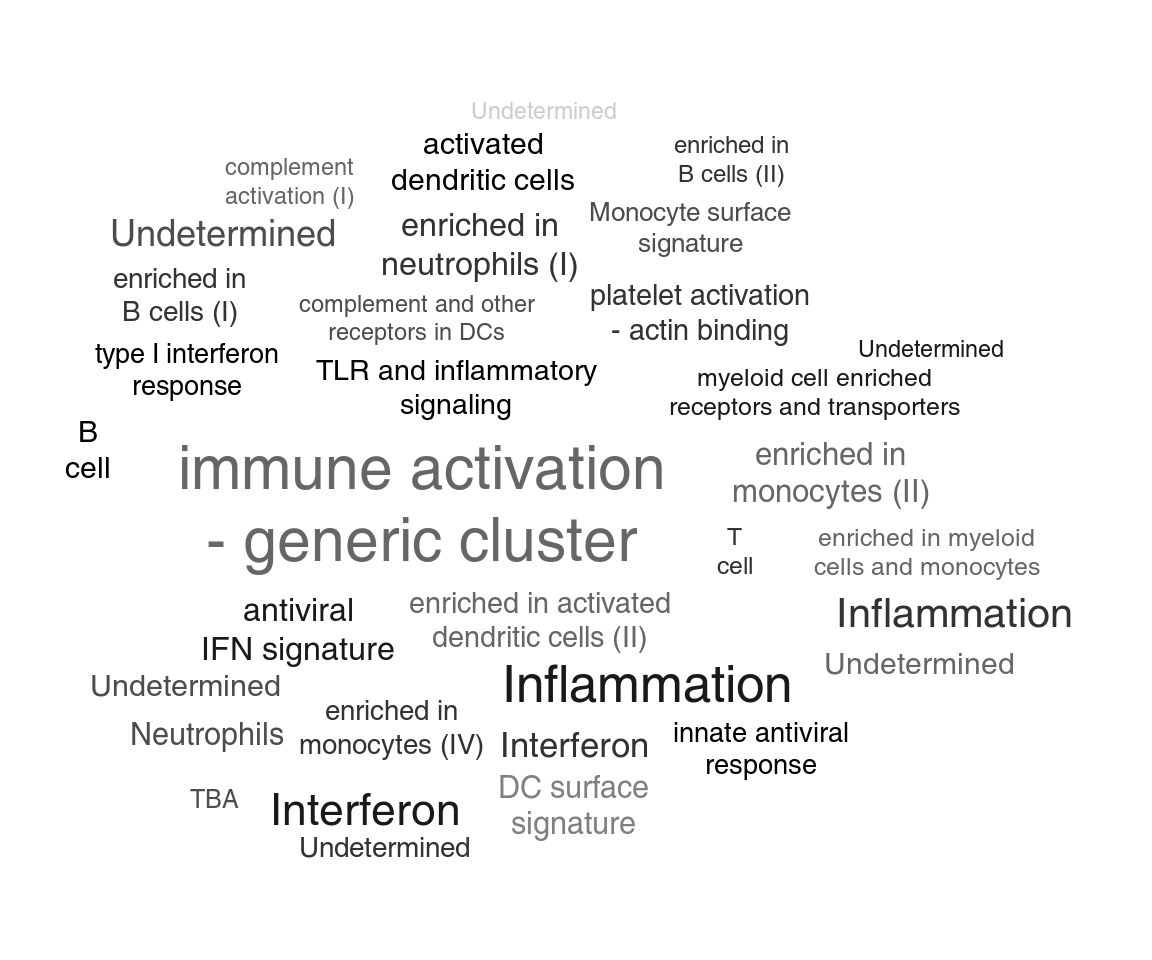 Undetermined
activated
dendritic cells
enriched in
B cells (II)
complement
activation (I)
Undetermined
enriched in
neutrophils (I)
Monocyte surface
signature
enriched in
B cells (I)
complement and other
receptors in DCs
platelet activation
- actin binding
type I interferon
response
TLR and inflammatory
signaling
Undetermined
myeloid cell enriched
receptors and transporters
B
cell
immune activation
- generic cluster
enriched in
monocytes (II)
T
cell
enriched in myeloid
cells and monocytes
antiviral
IFN signature
enriched in activated
dendritic cells (II)
Inflammation
Undetermined
Inflammation
Undetermined
Neutrophils
enriched in
monocytes (IV)
Interferon
innate antiviral
response
TBA
Interferon
DC surface
signature
Undetermined